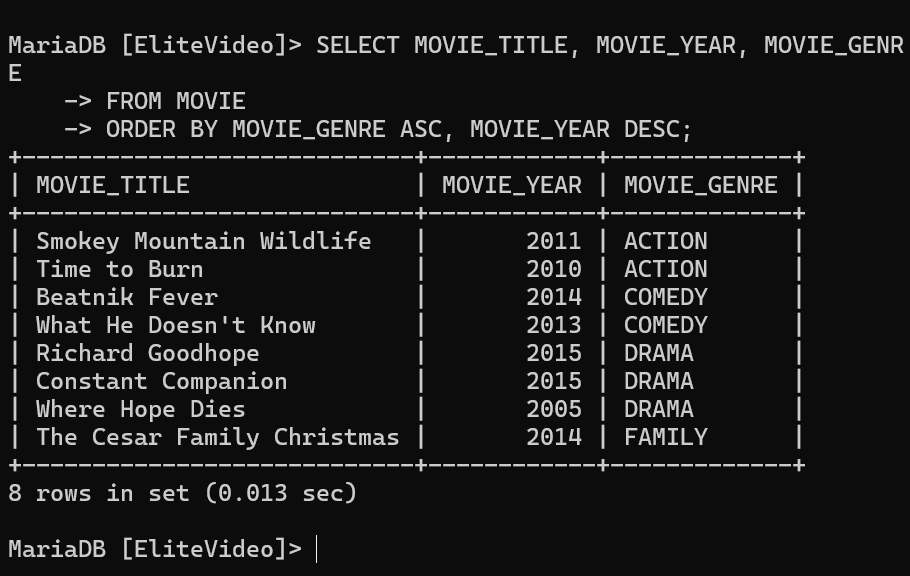 MariaDB [EliteVideo]> SELECT MOVIE_TITLE, MOVIE_YEAR, MOVIE_GENR
E
    -> FROM MOVIE
    -> ORDER BY MOVIE_GENRE ASC, MOVIE_YEAR DESC;
+----------------------------+------------+-------------+
| MOVIE_TITLE                | MOVIE_YEAR | MOVIE_GENRE |
+----------------------------+------------+-------------+
| Smokey Mountain Wildlife   |       2011 | ACTION      |
| Time to Burn               |       2010 | ACTION      |
| Beatnik Fever              |       2014 | COMEDY      |
| What He Doesn't Know       |       2013 | COMEDY      |
| Richard Goodhope           |       2015 | DRAMA       |
| Constant Companion         |       2015 | DRAMA       |
| Where Hope Dies            |       2005 | DRAMA       |
| The Cesar Family Christmas |       2014 | FAMILY      |
+----------------------------+------------+-------------+
8 rows in set (0.013 sec)

MariaDB [EliteVideo]>